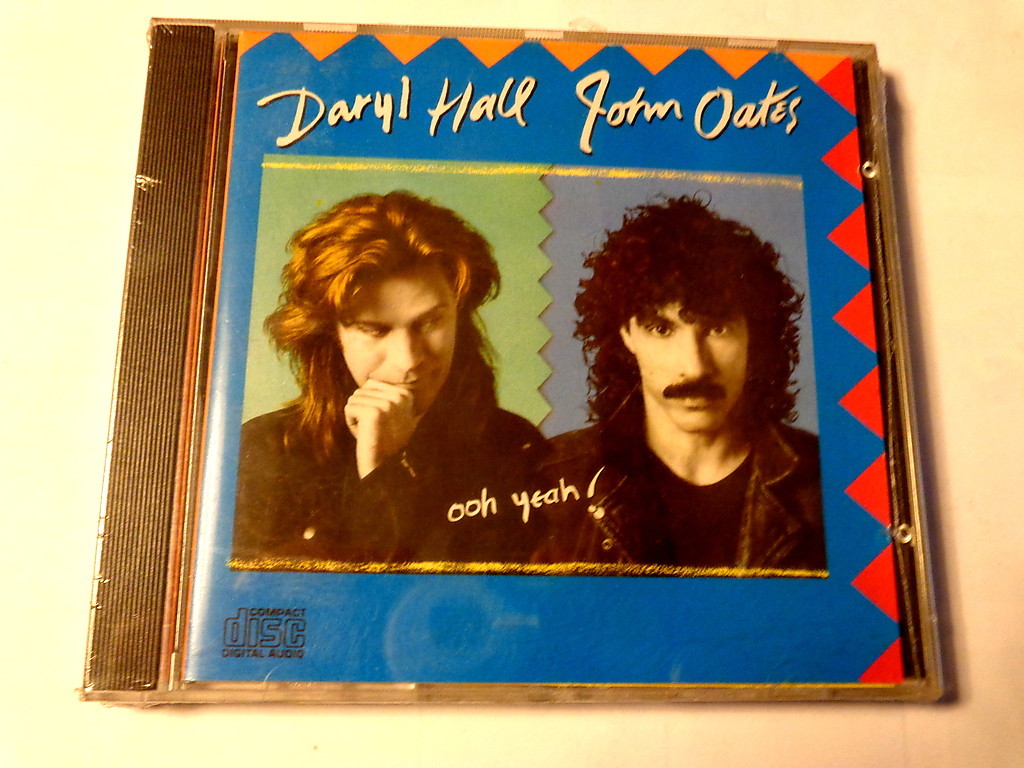 Daryl Hall John Oates
ooh yeah!
COMPACT
disc
DIGITAL AUDIO